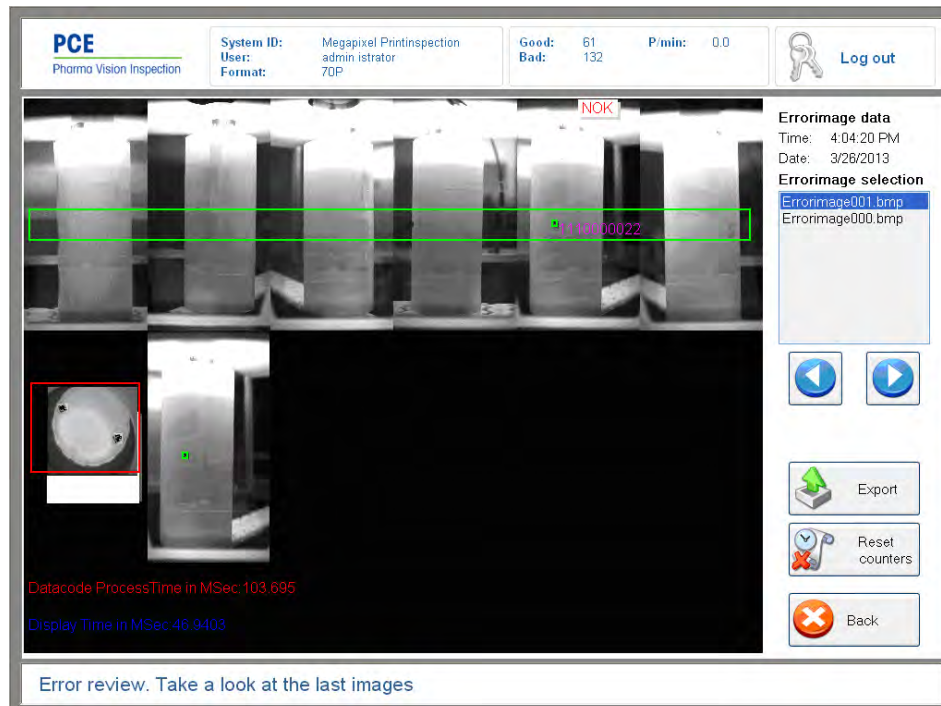 PCE
Pharma Vision Inspection
System ID: Megapixel Printinspection
User: admin istrator
Format: 70P
Good: 61 P/min: 0.0
Bad: 132
Log out
NOK
000022
Errorimage data
Time: 4:04:20 PM
Date: 3/26/2013
Errorimage selection
Errorimage001.bmp
Errorimage000.bmp
Export
Reset
counters
Back
Datacode ProcessTime in MSec:103.695
Display Time in MSec:46.9403
Error review. Take a look at the last images